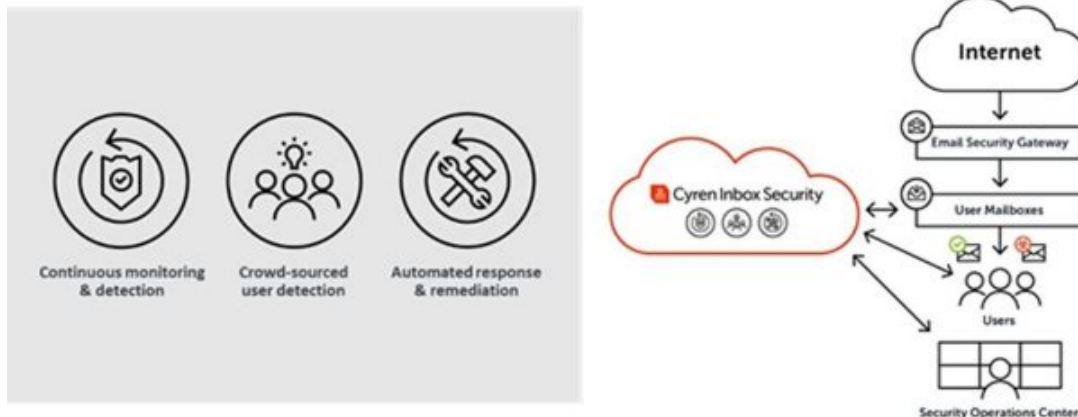 Continuous monitoring
& detection
Crowd-sourced
user detection
Automated response
& remediation
Internet
Email Security Gateway
Cyren Inbox Security
User Mailboxes
Users
Security Operations Center